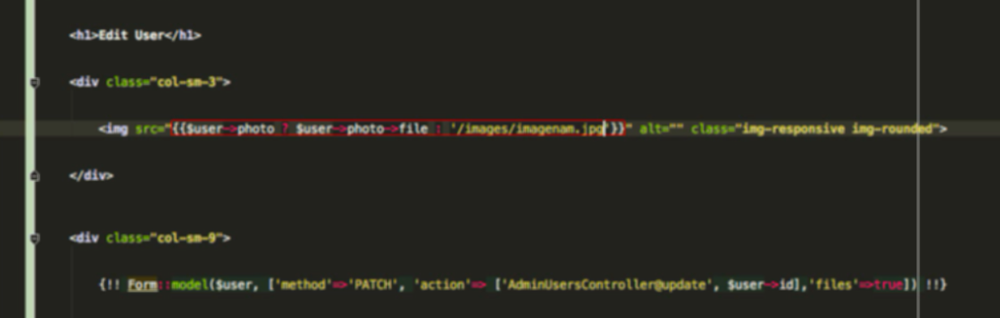 <h1>Edit User</h1>
<div class="col-sm-3">
<img src="{{$user->photo ? $user->photo->file : '/images/imagenam.jpg'}}" alt="" class="img-responsive img-rounded">
</div>
<div class="col-sm-9">
{!! Form::model($user, ['method'=>'PATCH', 'action'=> ['AdminUsersController@update', $user->id],'files'=>true]) !!}